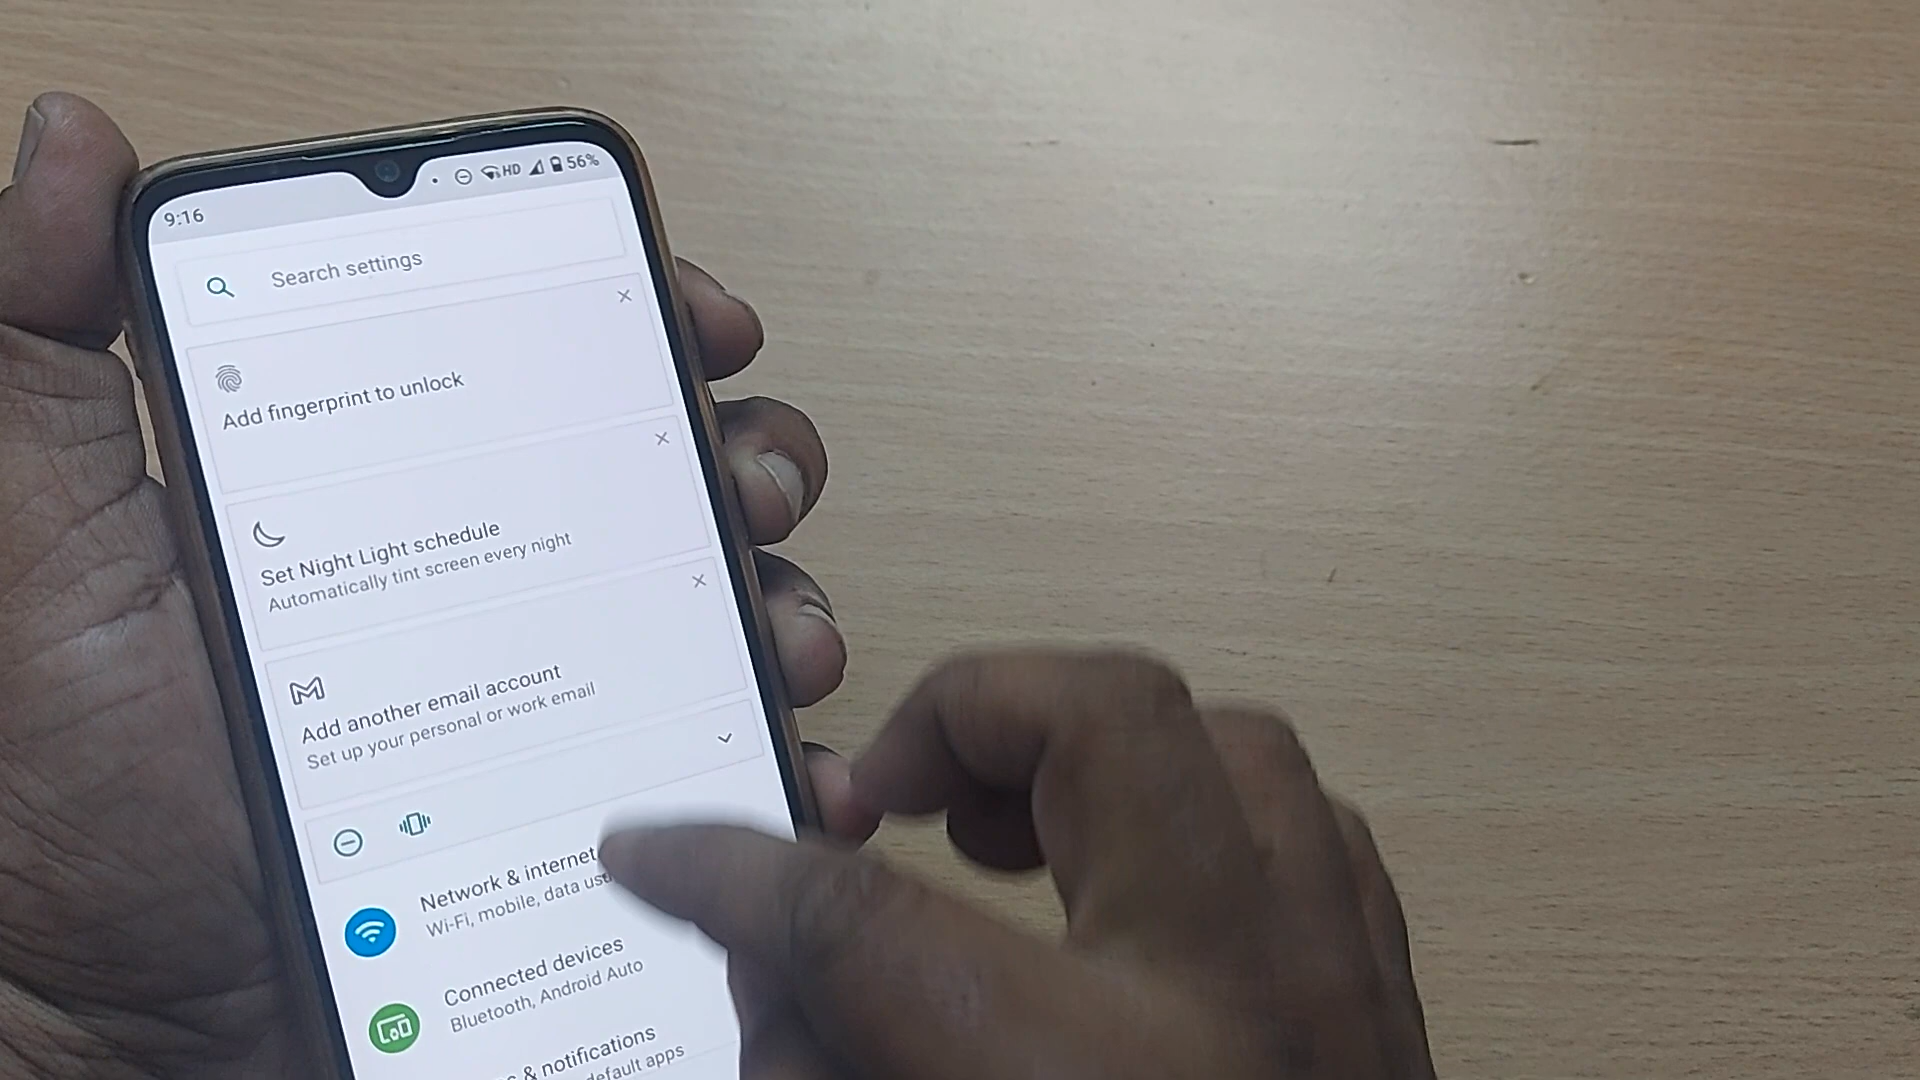 9:16
HD 56%
Search settings
Add fingerprint to unlock
Set Night Light schedule
Automatically tint screen every night
Add another email account
Set up your personal or work email
Network & internet
Wi-Fi, mobile, data
Connected devices
Bluetooth, Android Auto
& notifications
default apps